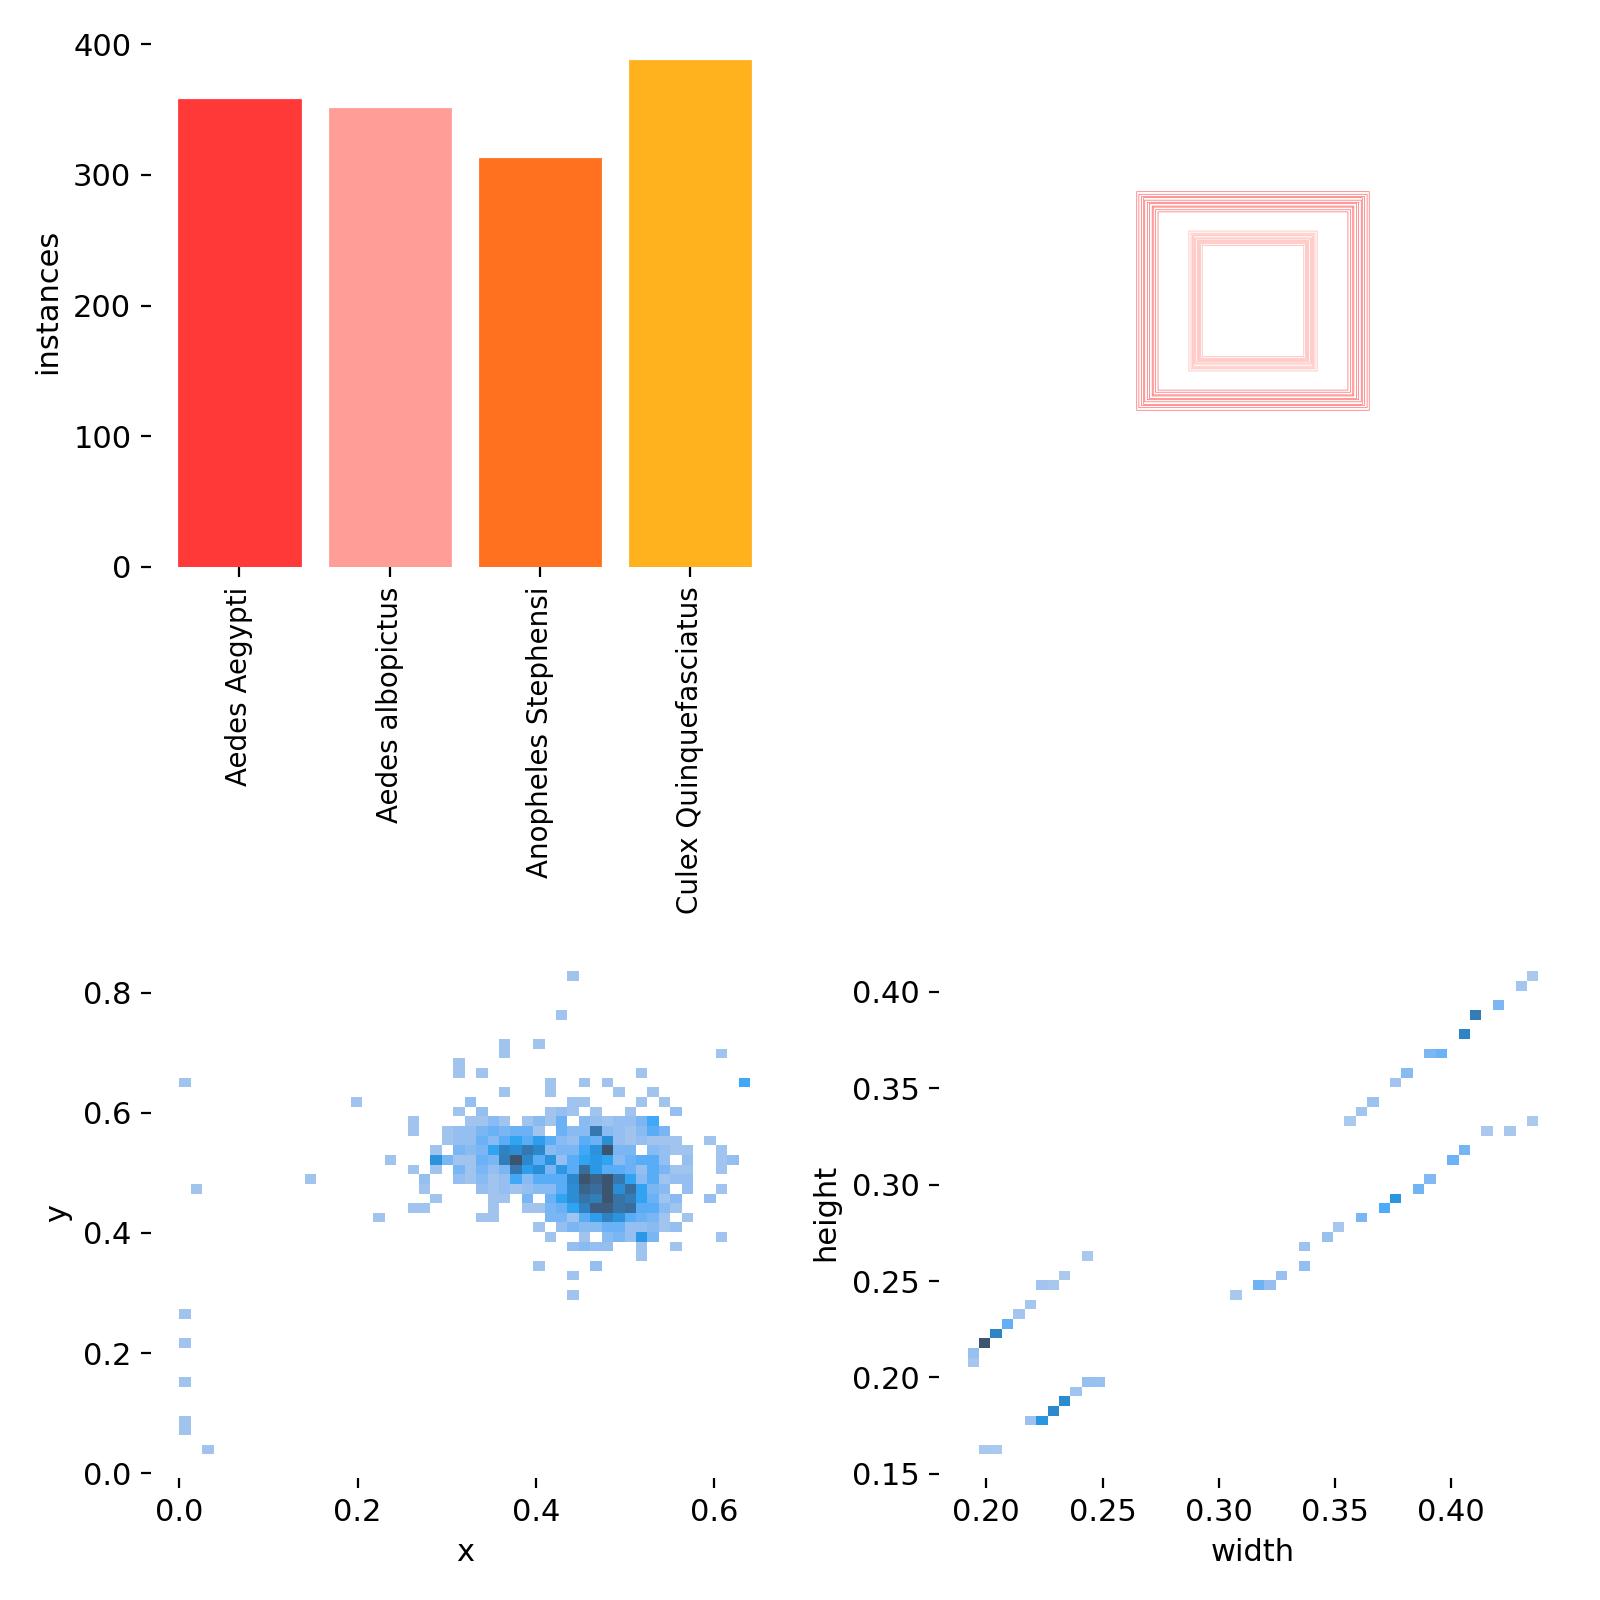 400
300
200
100
0
instances
Aedes Aegypti
Aedes albopictus
Anopheles Stephensi
Culex Quinquefasciatus
0.8
0.6
0.4
0.2
0.0
y
0.0 0.2 0.4 0.6
x
0.40
0.35
0.30
0.25
0.20
0.15
height
0.20 0.25 0.30 0.35 0.40
width